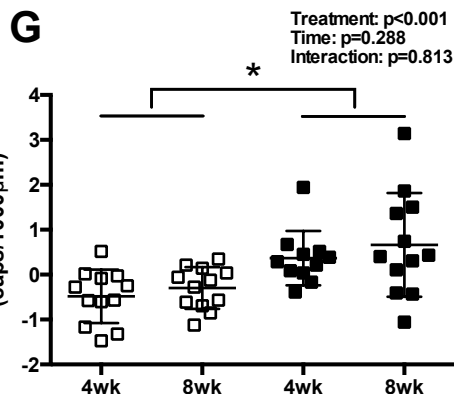 G
Treatment: p<0.001
Time: p=0.288
Interaction: p=0.813
*
4
3
2
1
0
-1
-2
4wk 8wk 4wk 8wk